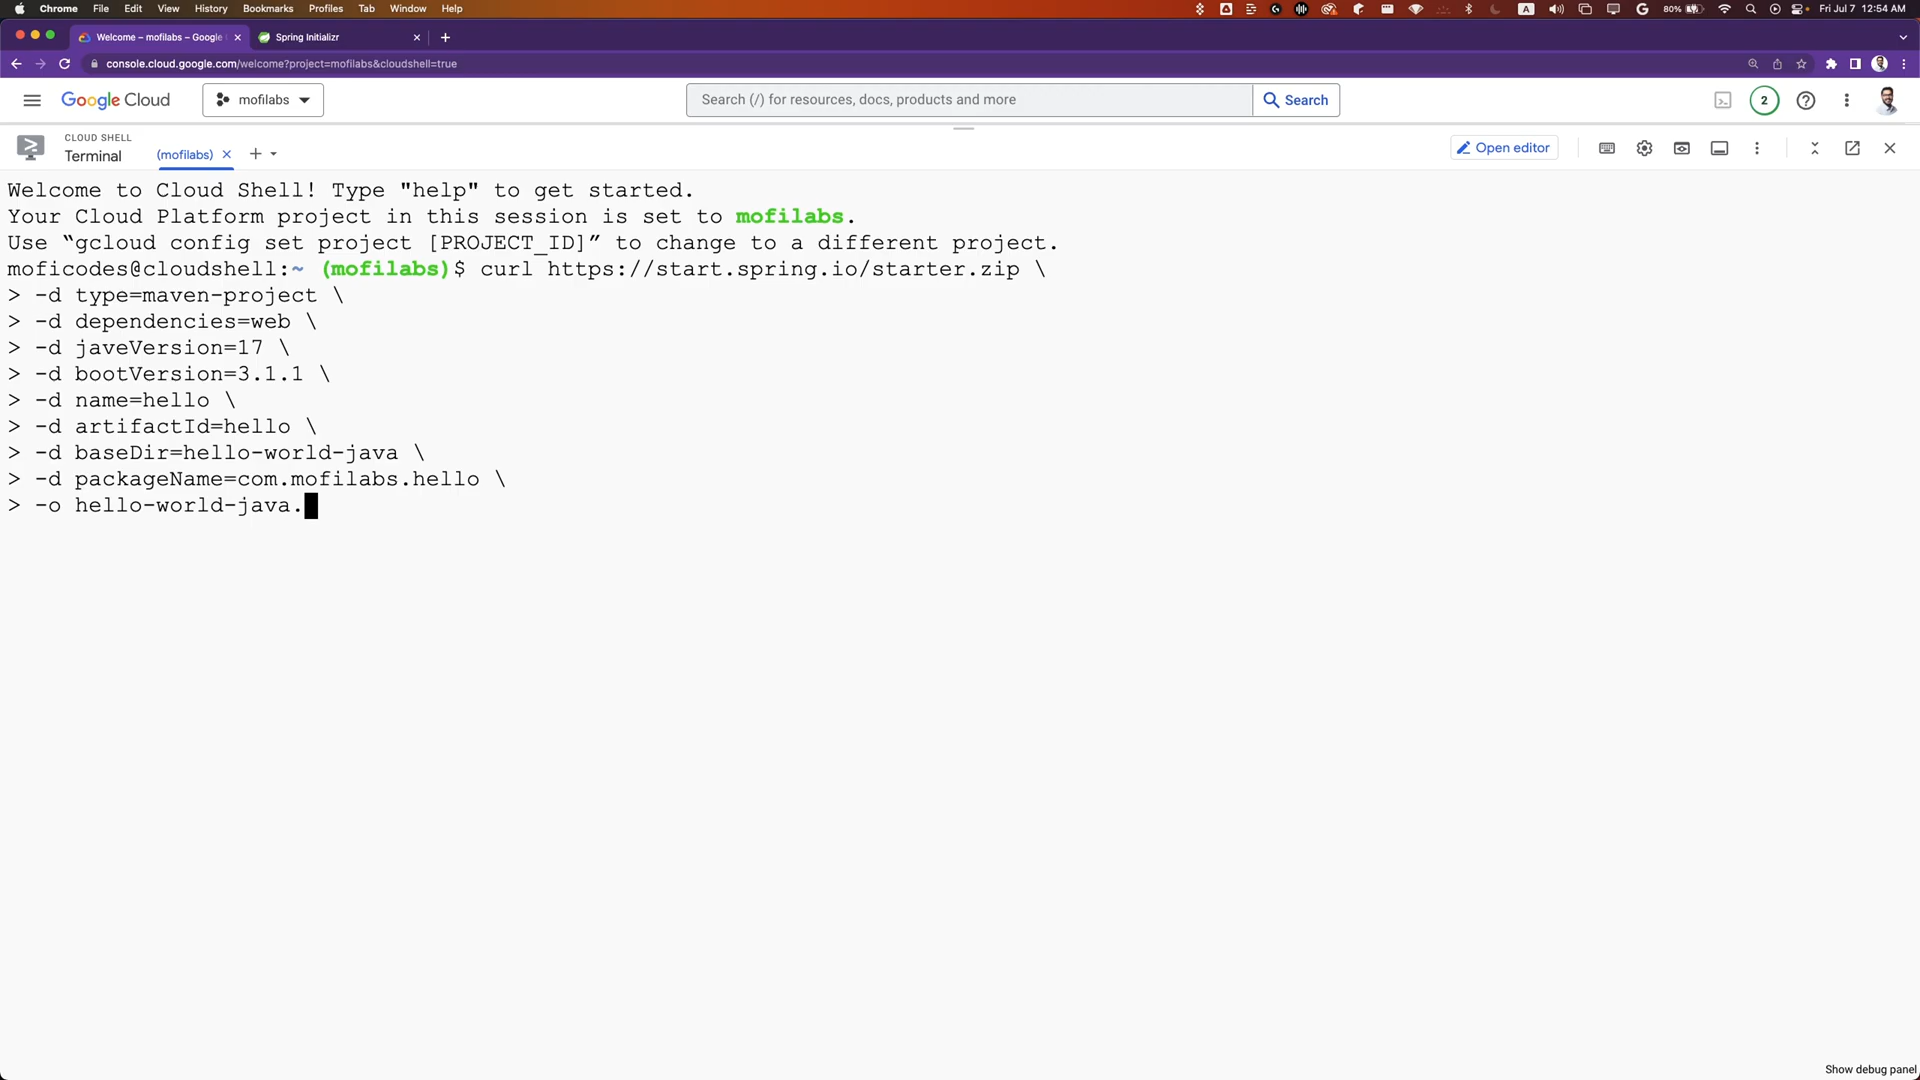 Chrome File Edit View History Bookmarks Profiles Tab Window Help
A 80% Fri Jul 7 12:54 AM
Welcome – mofilabs – Google
Spring Initializr
console.cloud.google.com/welcome?project=mofilabs&cloudshell=true
Google Cloud
mofilabs
Search (/) for resources, docs, products and more
Search
2
CLOUD SHELL
Terminal
(mofilabs)
Open editor
Welcome to Cloud Shell! Type "help" to get started.
Your Cloud Platform project in this session is set to mofilabs.
Use “gcloud config set project [PROJECT_ID]” to change to a different project.
moficodes@cloudshell:~ (mofilabs)$ curl https://start.spring.io/starter.zip \
> -d type=maven-project \
> -d dependencies=web \
> -d javeVersion=17 \
> -d bootVersion=3.1.1 \
> -d name=hello \
> -d artifactId=hello \
> -d baseDir=hello-world-java \
> -d packageName=com.mofilabs.hello \
> -o hello-world-java.
Show debug panel